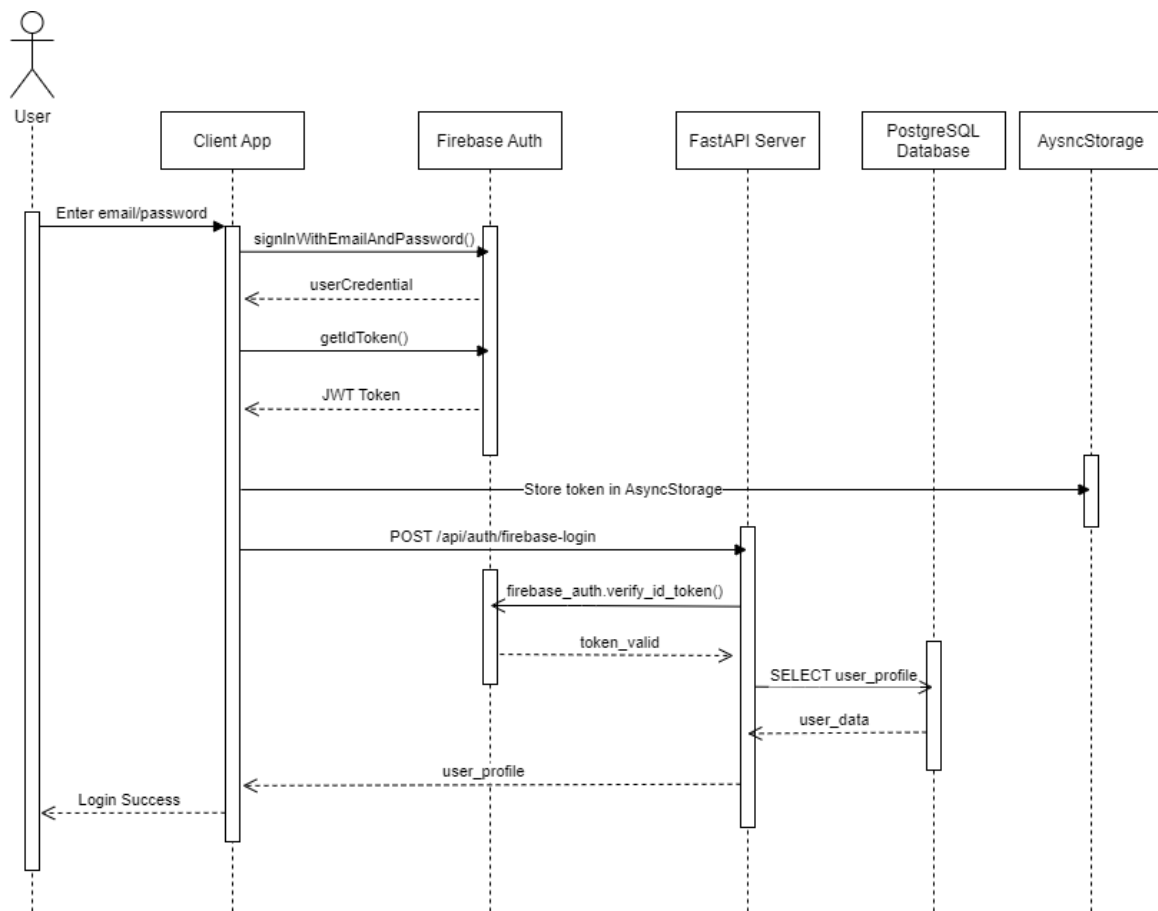 User
Client App
Firebase Auth
FastAPI Server
PostgreSQL
Database
AysncStorage
Enter email/password
signInWithEmailAndPassword()
userCredential
getIdToken()
JWT Token
Store token in AsyncStorage
POST /api/auth/firebase-login
firebase_auth.verify_id_token()
token_valid
SELECT user_profile
user_data
user_profile
Login Success